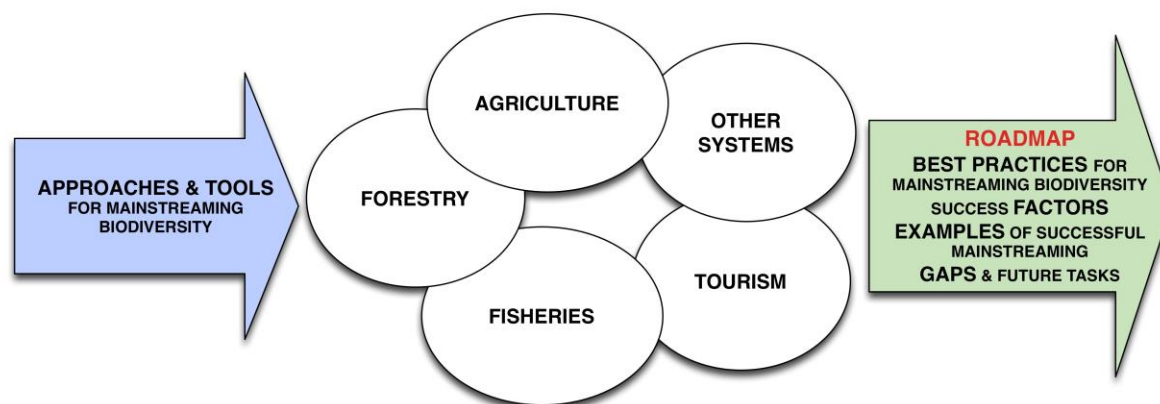 APPROACHES & TOOLS
FOR MAINSTREAMING
BIODIVERSITY
AGRICULTURE
FORESTRY
FISHERIES
OTHER
SYSTEMS
TOURISM
ROADMAP
BEST PRACTICES FOR
MAINSTREAMING BIODIVERSITY
SUCCESS FACTORS
EXAMPLES OF SUCCESSFUL
MAINSTREAMING
GAPS & FUTURE TASKS